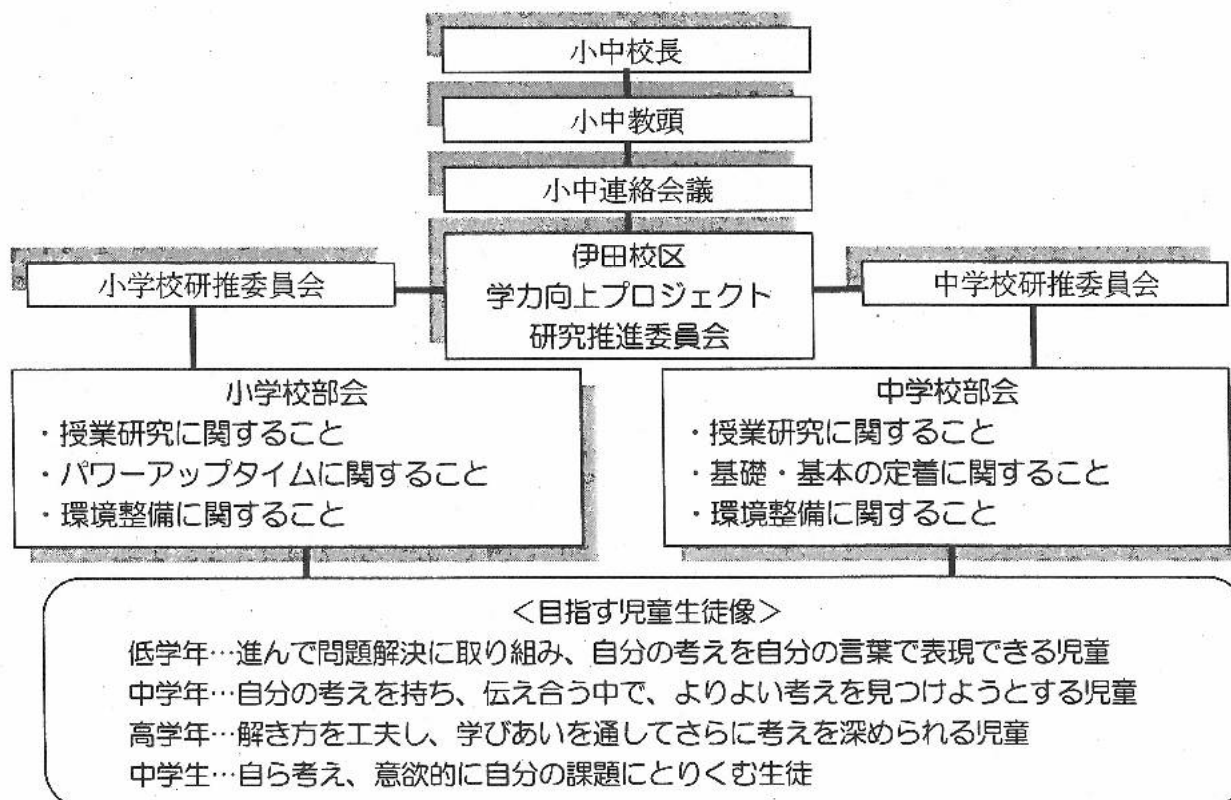 小中校長
小中教頭
小中連絡会議
伊田校区
学力向上プロジェクト
研究推進委員会
小学校研推委員会
中学校研推委員会
小学校部会
・授業研究に関すること
・パワーアップタイムに関すること
・環境整備に関すること
中学校部会
・授業研究に関すること
・基礎・基本の定着に関すること
・環境整備に関すること
＜目指す児童生徒像＞
低学年…進んで問題解決に取り組み、自分の考えを自分の言葉で表現できる児童
中学年…自分の考えを持ち、伝え合う中で、よりよい考えを見つけようとする児童
高学年…解き方を工夫し、学びあいを通してさらに考えを深められる児童
中学生…自ら考え、意欲的に自分の課題にとりくむ生徒